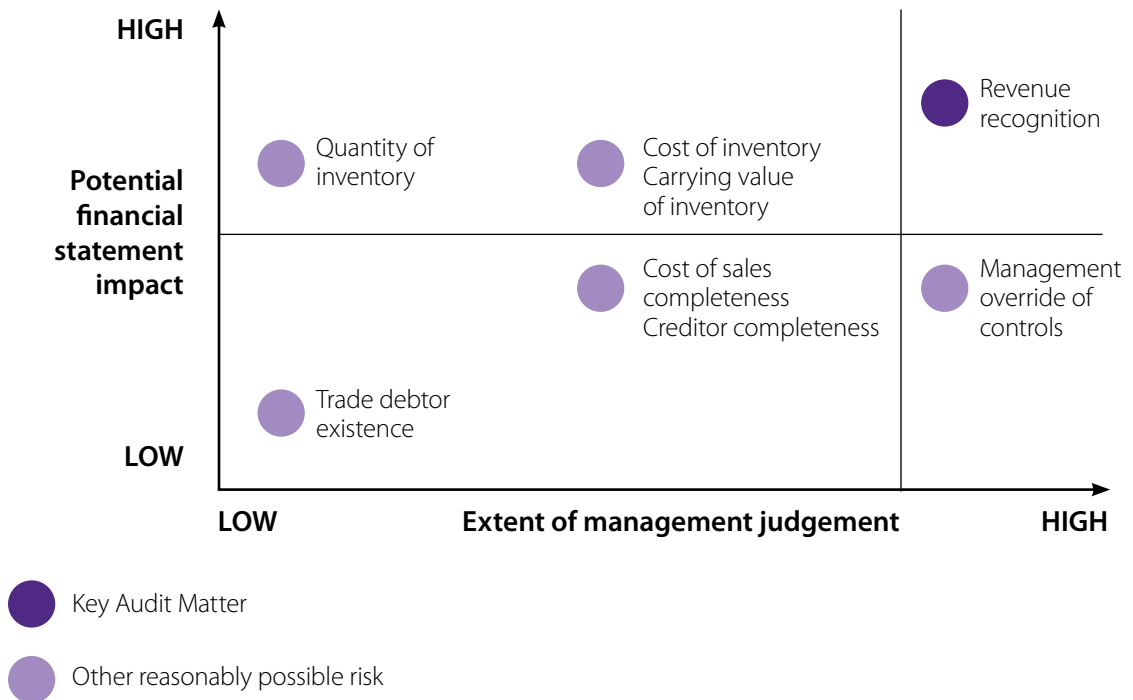 HIGH
Revenue
recognition
Quantity of
inventory
Cost of inventory
Carrying value
of inventory
Potential
financial
statement
impact
Cost of sales
completeness
Creditor completeness
Management
override of
controls
Trade debtor
existence
LOW
LOW
Extent of management judgement
HIGH
Key Audit Matter
Other reasonably possible risk